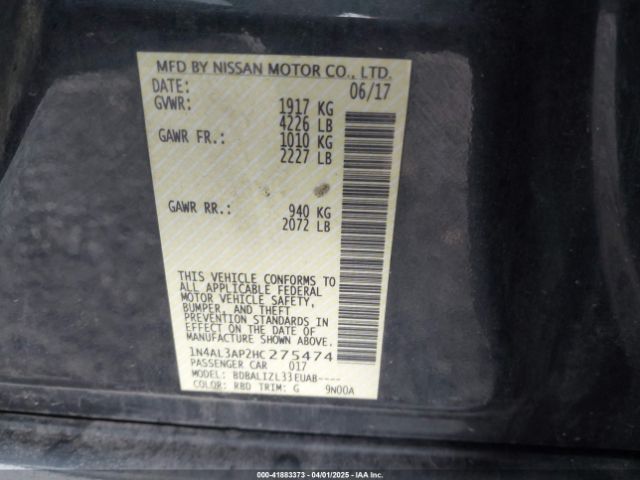 MFD BY NISSAN MOTOR CO., LTD.
DATE: 06/17
GVWR: 1917 KG
4226 LB
GAWR FR.: 1010 KG
2227 LB
GAWR RR.: 940 KG
2072 LB
THIS VEHICLE CONFORMS TO
ALL APPLICABLE FEDERAL
MOTOR VEHICLE SAFETY,
BUMPER, AND THEFT
PREVENTION STANDARDS IN
EFFECT ON THE DATE OF
MANUFACTURE SHOWN ABOVE.
1N4AL3AP2HC275474
PASSENGER CAR 017
MODEL: BDBALIZL33EUAB----
COLOR: RBD TRIM: G 9N00A
000-41883373 - 04/01/2025 - IAA Inc.